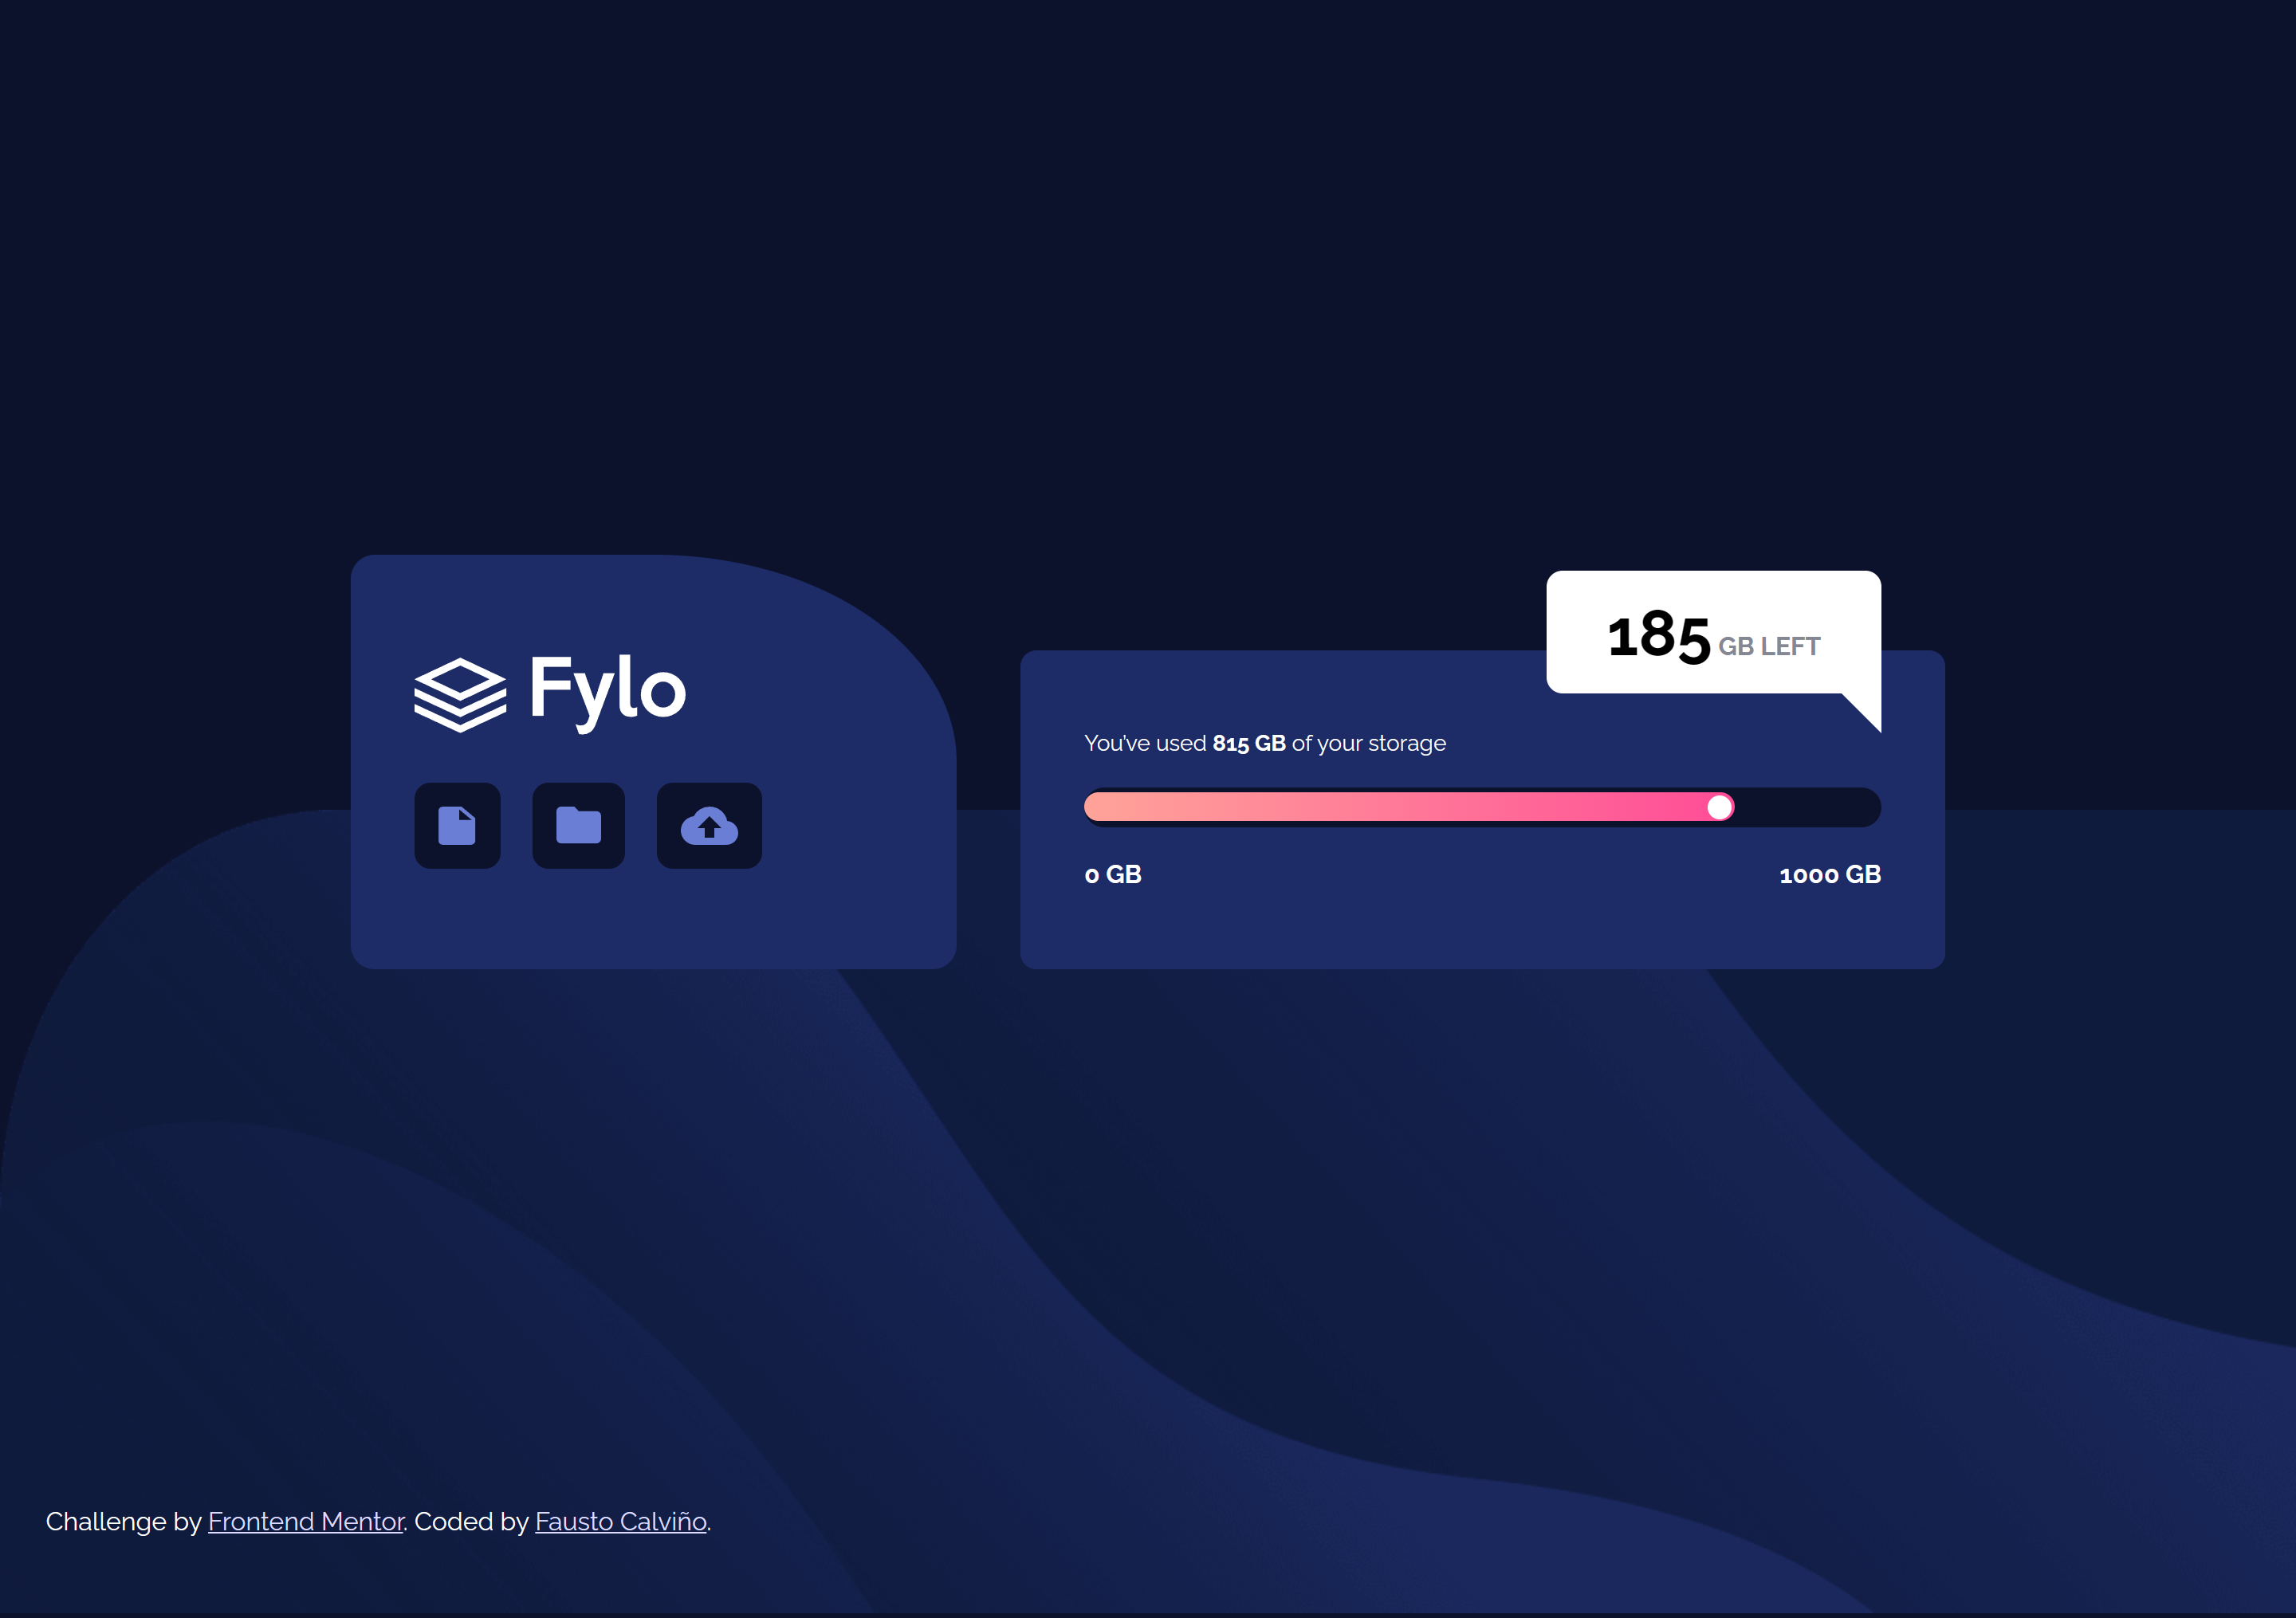 Fylo
185 GB LEFT
You've used 815 GB of your storage
0 GB 1000 GB
Challenge by Frontend Mentor. Coded by Fausto Calviño.